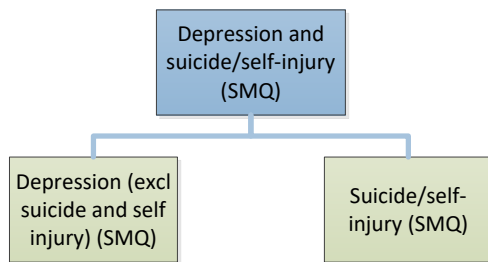 Depression and
suicide/self-injury
(SMQ)
Depression (excl
suicide and self
injury) (SMQ)
Suicide/self-
injury (SMQ)